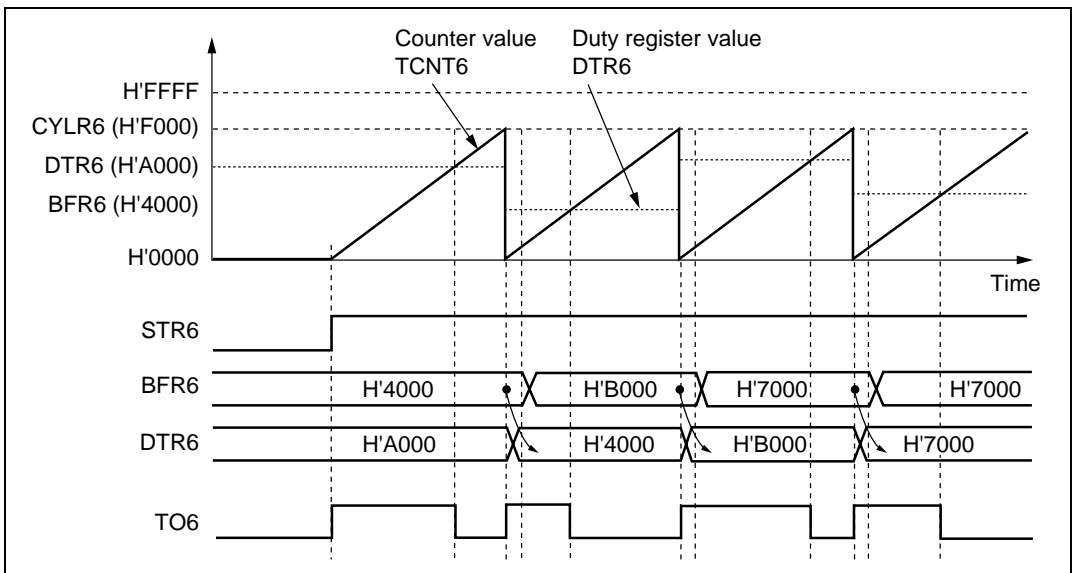 Counter value Duty register value
TCNT6 DTR6
H'FFFF
CYLR6 (H'F000)
DTR6 (H'A000)
BFR6 (H'4000)
H'0000
Time
STR6
BFR6 H'4000 H'B000 H'7000 H'7000
DTR6 H'A000 H'4000 H'B000 H'7000
TO6